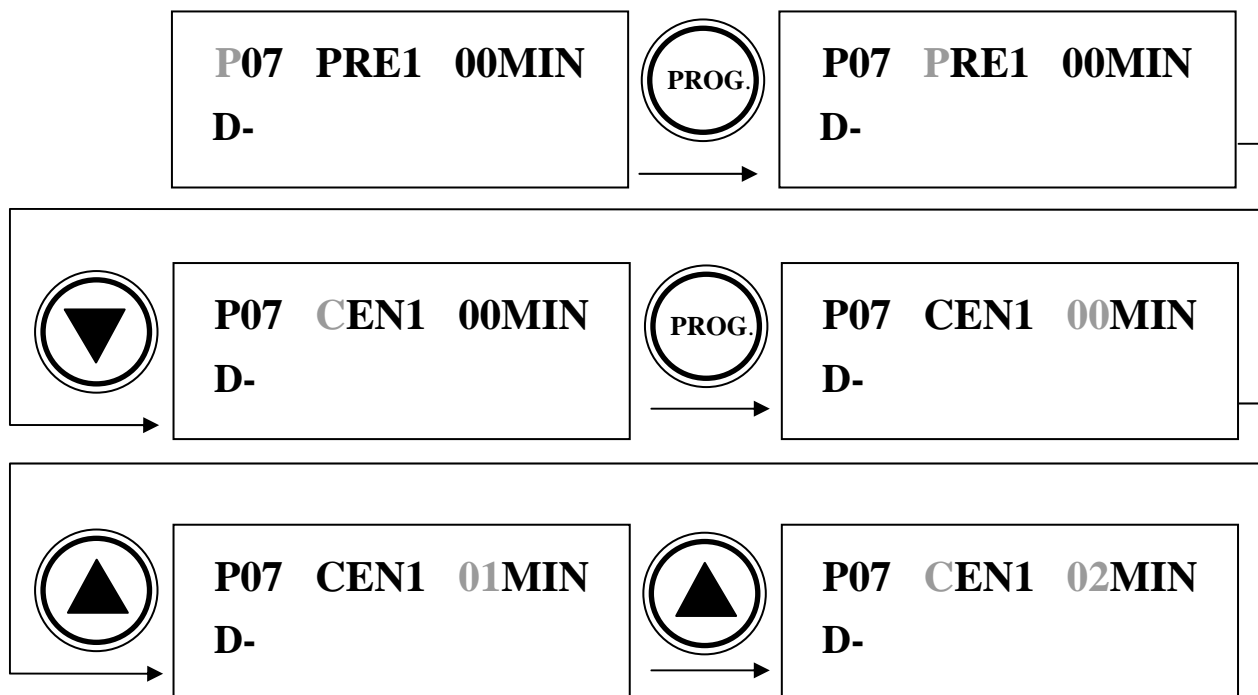 P07 PRE1 00MIN
D-
PROG.
P07 PRE1 00MIN
D-
P07 CEN1 00MIN
D-
PROG.
P07 CEN1 00MIN
D-
P07 CEN1 01MIN
D-
P07 CEN1 02MIN
D-